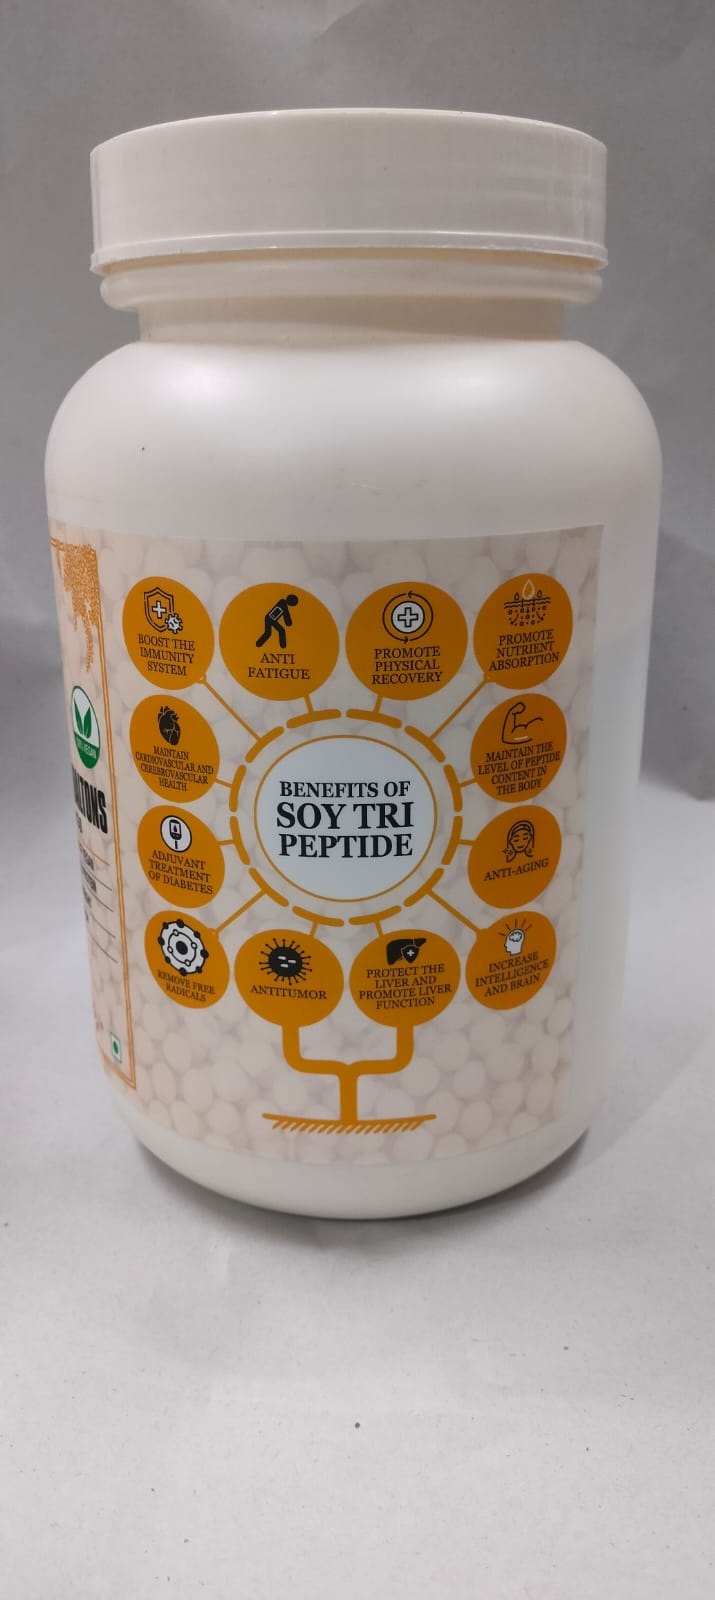 BOOST THE
IMMUNITY
SYSTEM
ANTI
FATIGUE
PROMOTE
PHYSICAL
RECOVERY
PROMOTE
NUTRIENT
ABSORPTION
MAINTAIN
CARDIOVASCULAR AND
CEREBROVASCULAR
HEALTH
MAINTAIN THE
LEVEL OF PEPTIDE
CONTENT IN
THE BODY
BENEFITS OF
SOY TRI
PEPTIDE
ADJUVANT
TREATMENT
OF DIABETES
ANTI-AGING
REMOVE FREE
RADICALS
ANTITUMOR
PROTECT THE
LIVER AND
PROMOTE LIVER
FUNCTION
INCREASE
INTELLIGENCE
AND BRAIN
VEGAN